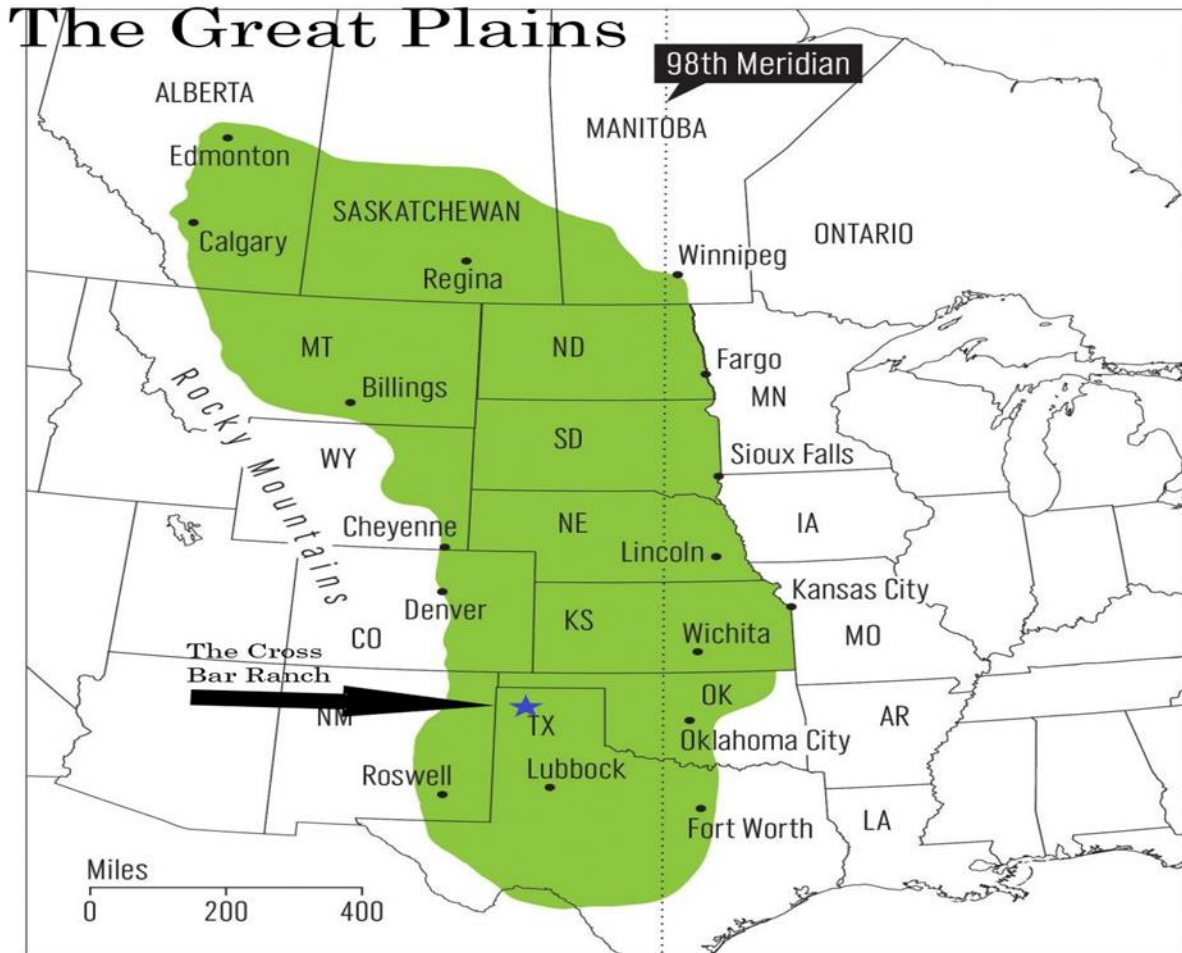 The Great Plains
98th Meridian
ALBERTA
MANITOBA
Edmonton
SASKATCHEWAN
ONTARIO
Calgary
Winnipeg
Regina
MT
ND
Fargo
Rocky Mountains
Billings
MN
SD
WY
Sioux Falls
Cheyenne
NE
IA
Lincoln
Kansas City
Denver
KS
CO
Wichita
MO
The Cross
Bar Ranch
OK
NM
TX
AR
Oklahoma City
Roswell
Lubbock
Fort Worth
LA
Miles
0 200 400